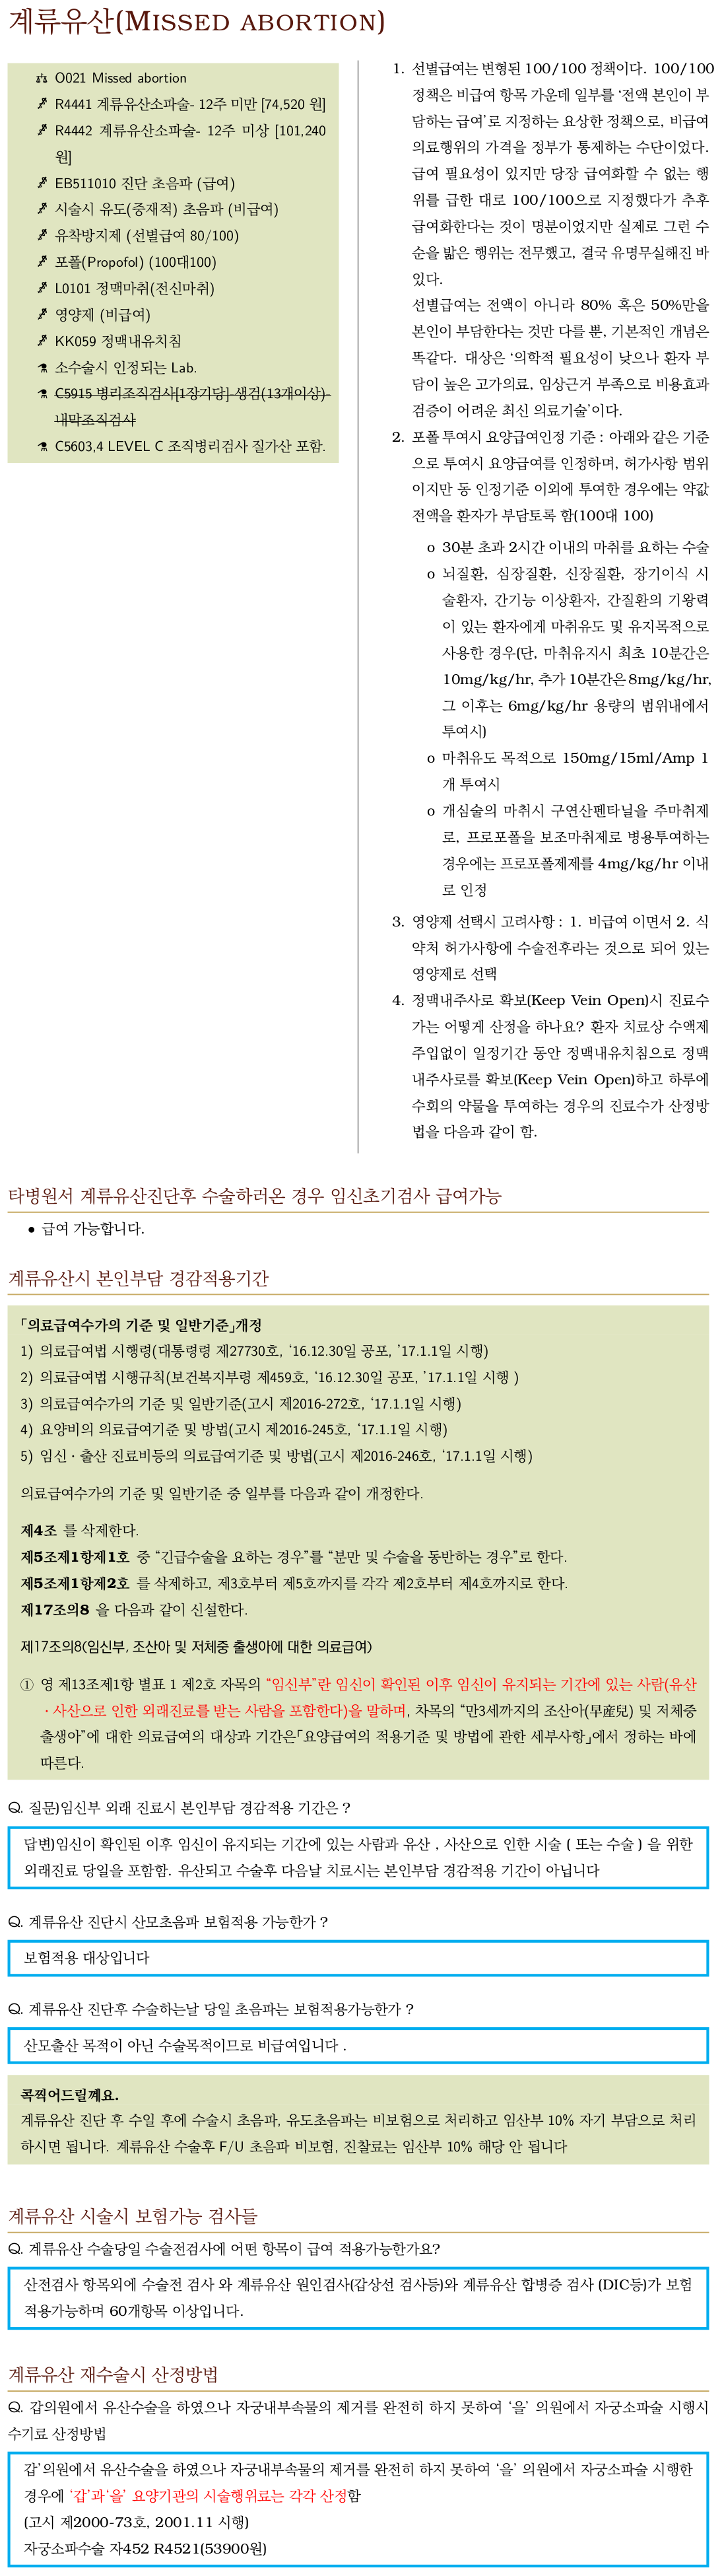 계류유산(MISSED ABORTION)
O021 Missed abortion
R4441 계류유산소파술- 12주 미만 [74,520 원]
R4442 계류유산소파술- 12주 미상 [101,240
원]
EB511010 진단 초음파 (급여)
시술시 유도(중재적) 초음파 (비급여)
유착방지제 (선별급여 80/100)
포폴(Propofol) (100대100)
L0101 정맥마취(전신마취)
영양제 (비급여)
KK059 정맥내유치침
소수술시 인정되는 Lab.
C5915 병리조직검사[1장기당]-생검(13개이상)-
내막조직검사
C5603,4 LEVEL C 조직병리검사 질가산 포함.
1. 선별급여는 변형된 100/100 정책이다. 100/100
정책은 비급여 항목 가운데 일부를 ‘전액 본인이 부
담하는 급여’로 지정하는 요상한 정책으로, 비급여
의료행위의 가격을 정부가 통제하는 수단이었다.
급여 필요성이 있지만 당장 급여화할 수 없는 행
위를 급한 대로 100/100으로 지정했다가 추후
급여화한다는 것이 명분이었지만 실제로 그런 수
순을 밟은 행위는 전무했고, 결국 유명무실해진 바
있다.
선별급여는 전액이 아니라 80% 혹은 50%만을
본인이 부담한다는 것만 다를 뿐, 기본적인 개념은
똑같다. 대상은 ‘의학적 필요성이 낮으나 환자 부
담이 높은 고가의료, 임상근거 부족으로 비용효과
검증이 어려운 최신 의료기술’이다.
2. 포폴 투여시 요양급여인정 기준 : 아래와 같은 기준
으로 투여시 요양급여를 인정하며, 허가사항 범위
이지만 동 인정기준 이외에 투여한 경우에는 약값
전액을 환자가 부담토록 함(100대 100)
o 30분 초과 2시간 이내의 마취를 요하는 수술
o 뇌질환, 심장질환, 신장질환, 장기이식 시
술환자, 간기능 이상환자, 간질환의 기왕력
이 있는 환자에게 마취유도 및 유지목적으로
사용한 경우(단, 마취유지시 최초 10분간은
10mg/kg/hr, 추가 10분간은 8mg/kg/hr,
그 이후는 6mg/kg/hr 용량의 범위내에서
투여시)
o 마취유도 목적으로 150mg/15ml/Amp 1
개 투여시
o 개심술의 마취시 구연산펜타닐을 주마취제
로, 프로포폴을 보조마취제로 병용투여하는
경우에는 프로포폴제제를 4mg/kg/hr 이내
로 인정
3. 영양제 선택시 고려사항 : 1. 비급여 이면서 2. 식
약처 허가사항에 수술전후라는 것으로 되어 있는
영양제로 선택
4. 정맥내주사로 확보(Keep Vein Open)시 진료수
가는 어떻게 산정을 하나요? 환자 치료상 수액제
주입없이 일정기간 동안 정맥내유치침으로 정맥
내주사로를 확보(Keep Vein Open)하고 하루에
수회의 약물을 투여하는 경우의 진료수가 산정방
법을 다음과 같이 함.
타병원서 계류유산진단후 수술하러온 경우 임신초기검사 급여가능
• 급여 가능합니다.
계류유산시 본인부담 경감적용기간
「의료급여수가의 기준 및 일반기준」개정
1) 의료급여법 시행령(대통령령 제27730호, ‘16.12.30일 공포, ’17.1.1일 시행)
2) 의료급여법 시행규칙(보건복지부령 제459호, ‘16.12.30일 공포, ’17.1.1일 시행 )
3) 의료급여수가의 기준 및 일반기준(고시 제2016-272호, ‘17.1.1일 시행)
4) 요양비의 의료급여기준 및 방법(고시 제2016-245호, ‘17.1.1일 시행)
5) 임신·출산 진료비등의 의료급여기준 및 방법(고시 제2016-246호, ‘17.1.1일 시행)
의료급여수가의 기준 및 일반기준 중 일부를 다음과 같이 개정한다.
제4조 를 삭제한다.
제5조제1항제1호 중 “긴급수술을 요하는 경우”를 “분만 및 수술을 동반하는 경우”로 한다.
제5조제1항제2호 를 삭제하고, 제3호부터 제5호까지를 각각 제2호부터 제4호까지로 한다.
제17조의8 을 다음과 같이 신설한다.
제17조의8(임신부, 조산아 및 저체중 출생아에 대한 의료급여)
① 영 제13조제1항 별표 1 제2호 자목의 “임신부”란 임신이 확인된 이후 임신이 유지되는 기간에 있는 사람(유산
·사산으로 인한 외래진료를 받는 사람을 포함한다)을 말하며, 차목의 “만3세까지의 조산아(早産兒) 및 저체중
출생아”에 대한 의료급여의 대상과 기간은「요양급여의 적용기준 및 방법에 관한 세부사항」에서 정하는 바에
따른다.
Q. 질문)임신부 외래 진료시 본인부담 경감적용 기간은 ?
답변)임신이 확인된 이후 임신이 유지되는 기간에 있는 사람과 유산 , 사산으로 인한 시술 ( 또는 수술 ) 을 위한
외래진료 당일을 포함함. 유산되고 수술후 다음날 치료시는 본인부담 경감적용 기간이 아닙니다
Q. 계류유산 진단시 산모초음파 보험적용 가능한가 ?
보험적용 대상입니다
Q. 계류유산 진단후 수술하는날 당일 초음파는 보험적용가능한가 ?
산모출산 목적이 아닌 수술목적이므로 비급여입니다 .
콕찍어드릴께요.
계류유산 진단 후 수일 후에 수술시 초음파, 유도초음파는 비보험으로 처리하고 임산부 10% 자기 부담으로 처리
하시면 됩니다. 계류유산 수술후 F/U 초음파 비보험, 진찰료는 임산부 10% 해당 안 됩니다
계류유산 시술시 보험가능 검사들
Q. 계류유산 수술당일 수술전검사에 어떤 항목이 급여 적용가능한가요?
산전검사 항목외에 수술전 검사 와 계류유산 원인검사(갑상선 검사등)와 계류유산 합병증 검사 (DIC등)가 보험
적용가능하며 60개항목 이상입니다.
계류유산 재수술시 산정방법
Q. 갑의원에서 유산수술을 하였으나 자궁내부속물의 제거를 완전히 하지 못하여 ‘을’ 의원에서 자궁소파술 시행시
수기료 산정방법
갑’의원에서 유산수술을 하였으나 자궁내부속물의 제거를 완전히 하지 못하여 ‘을’ 의원에서 자궁소파술 시행한
경우에 ‘갑’과‘을’ 요양기관의 시술행위료는 각각 산정함
(고시 제2000-73호, 2001.11 시행)
자궁소파수술 자452 R4521(53900원)